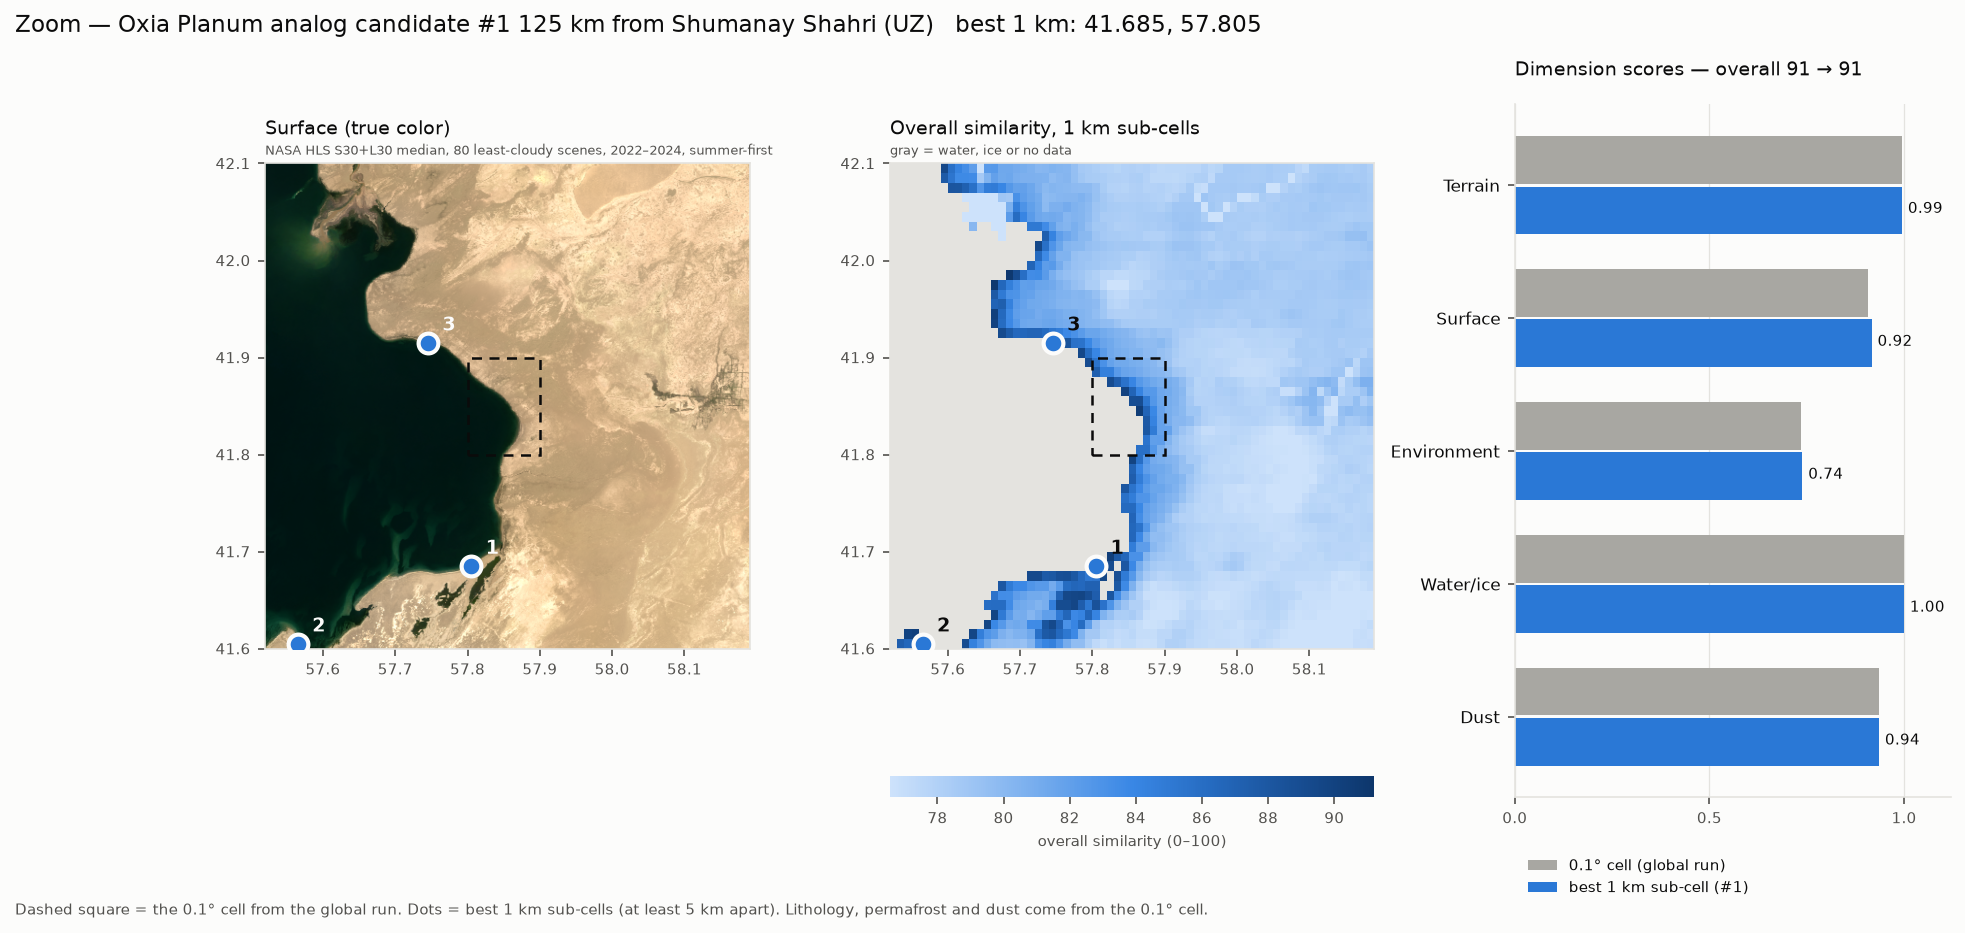 Zoom — Oxia Planum analog candidate #1 125 km from Shumanay Shahri (UZ)   best 1 km: 41.685, 57.805
Surface (true color)
NASA HLS S30+L30 median, 80 least-cloudy scenes, 2022–2024, summer-first
42.1
42.0
41.9
41.8
41.7
41.6
57.6 57.7 57.8 57.9 58.0 58.1
3
1
2
Overall similarity, 1 km sub-cells
gray = water, ice or no data
42.1
42.0
41.9
41.8
41.7
41.6
57.6 57.7 57.8 57.9 58.0 58.1
3
1
2
78 80 82 84 86 88 90
overall similarity (0–100)
Dimension scores — overall 91 → 91
Terrain 0.99
Surface 0.92
Environment 0.74
Water/ice 1.00
Dust 0.94
0.0 0.5 1.0
0.1° cell (global run)
best 1 km sub-cell (#1)
Dashed square = the 0.1° cell from the global run. Dots = best 1 km sub-cells (at least 5 km apart). Lithology, permafrost and dust come from the 0.1° cell.